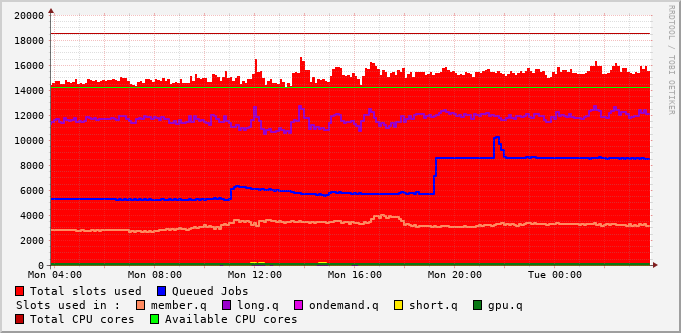 RRDTOOL / TOBI OETIKER
20000
18000
16000
14000
12000
10000
8000
6000
4000
2000
0
Mon 04:00 Mon 08:00 Mon 12:00 Mon 16:00 Mon 20:00 Tue 00:00
Total slots used Queued Jobs
Slots used in : member.q long.q ondemand.q short.q gpu.q
Total CPU cores Available CPU cores